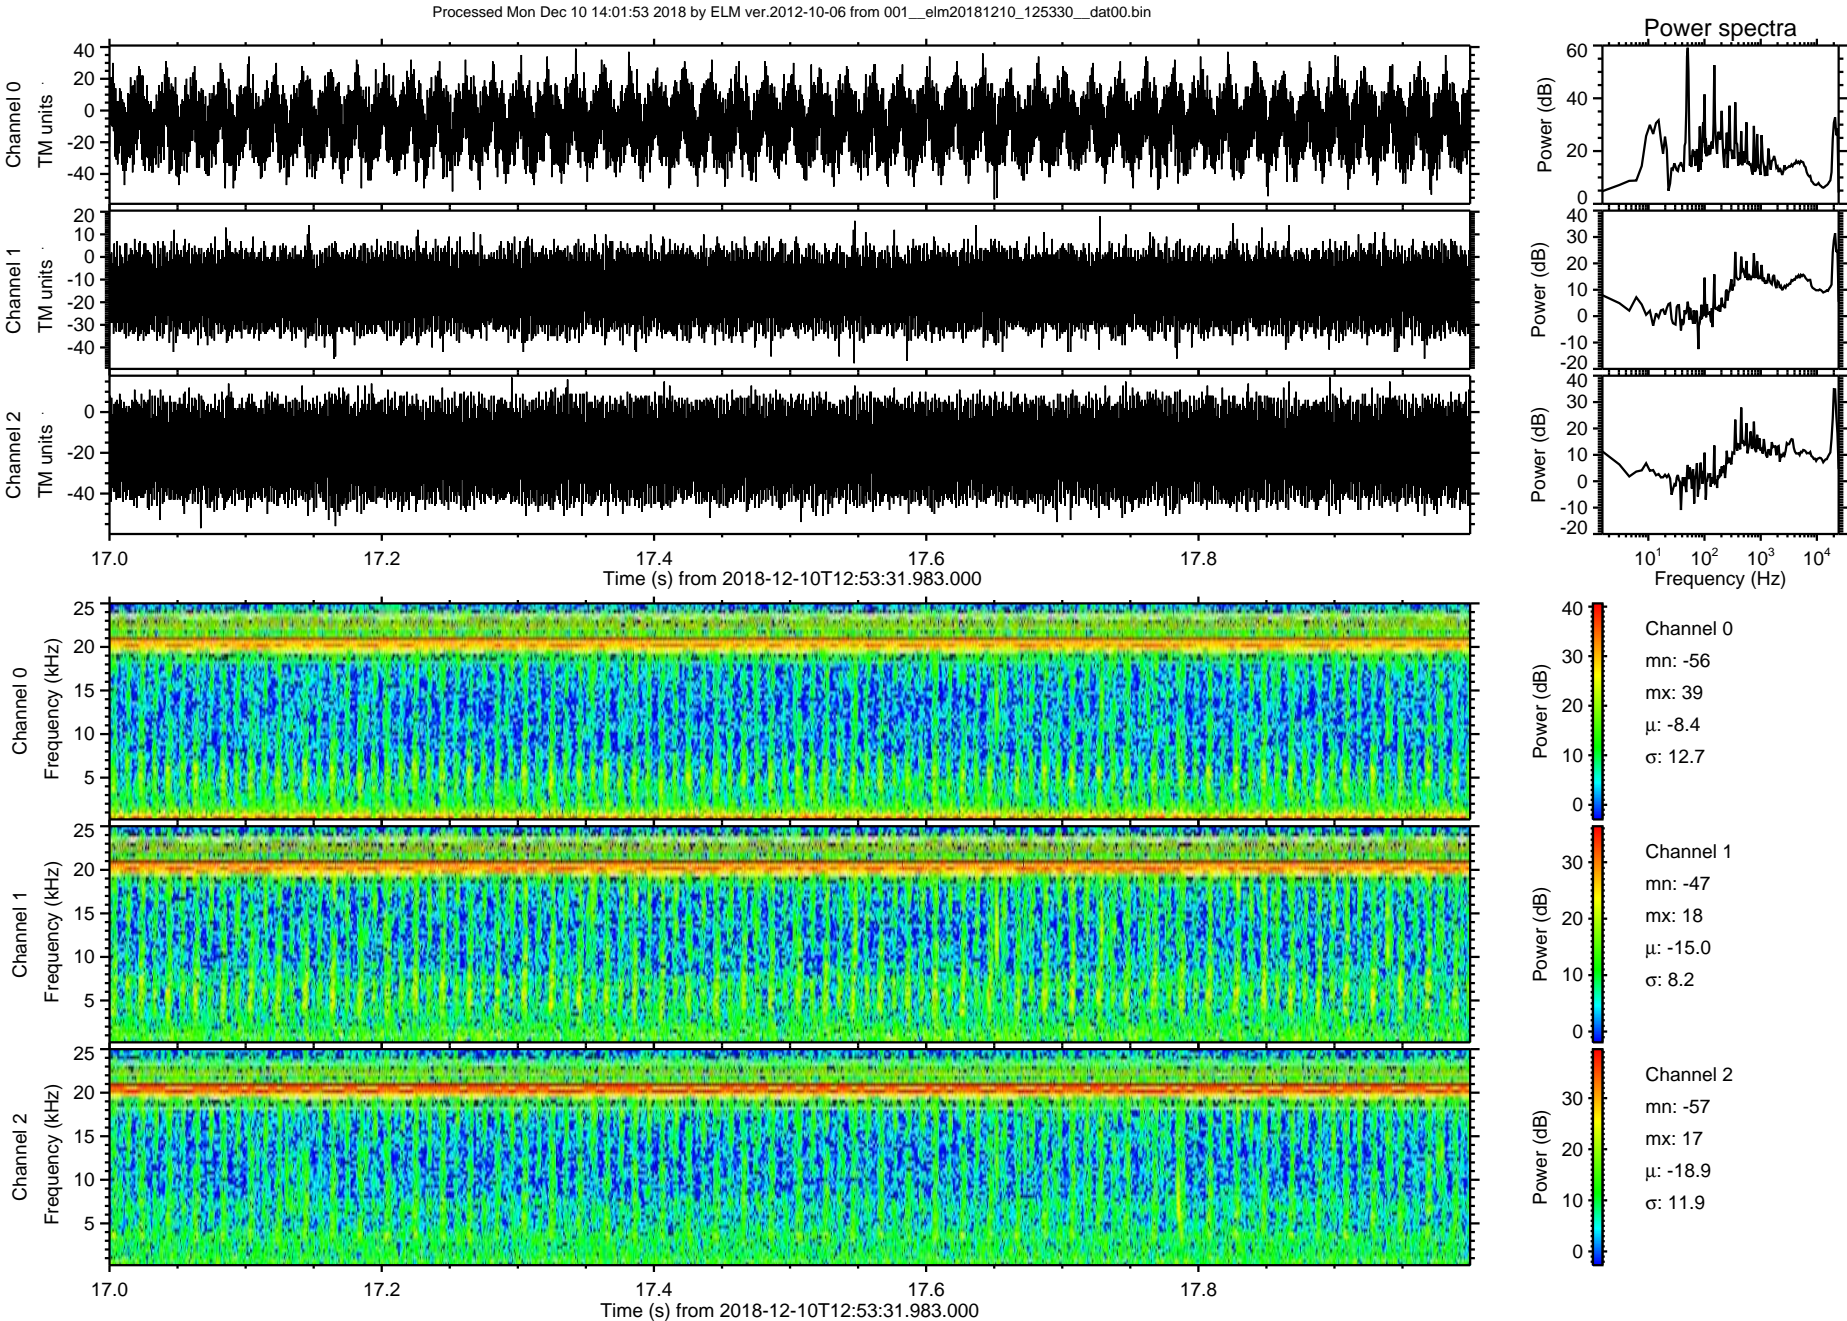 Processed Mon Dec 10 14:01:53 2018 by ELM ver.2012-10-06 from 001__elm20181210_125330__dat00.bin
Power spectra
Channel 0
TM units
40
20
0
-20
-40
Power (dB)
60
40
20
0
Channel 1
TM units
20
10
0
-10
-20
-30
-40
Power (dB)
40
30
20
10
0
-10
-20
Channel 2
TM units
0
-20
-40
Power (dB)
40
30
20
10
0
-10
-20
17.0 17.2 17.4 17.6 17.8
Time (s) from 2018-12-10T12:53:31.983.000
10¹ 10² 10³ 10⁴
Frequency (Hz)
Channel 0
Frequency (kHz)
25
20
15
10
5
Power (dB)
40
30
20
10
0
Channel 0
mn: -56
mx: 39
μ: -8.4
σ: 12.7
Channel 1
Frequency (kHz)
25
20
15
10
5
Power (dB)
30
20
10
0
Channel 1
mn: -47
mx: 18
μ: -15.0
σ: 8.2
Channel 2
Frequency (kHz)
25
20
15
10
5
Power (dB)
30
20
10
0
Channel 2
mn: -57
mx: 17
μ: -18.9
σ: 11.9
17.0 17.2 17.4 17.6 17.8
Time (s) from 2018-12-10T12:53:31.983.000